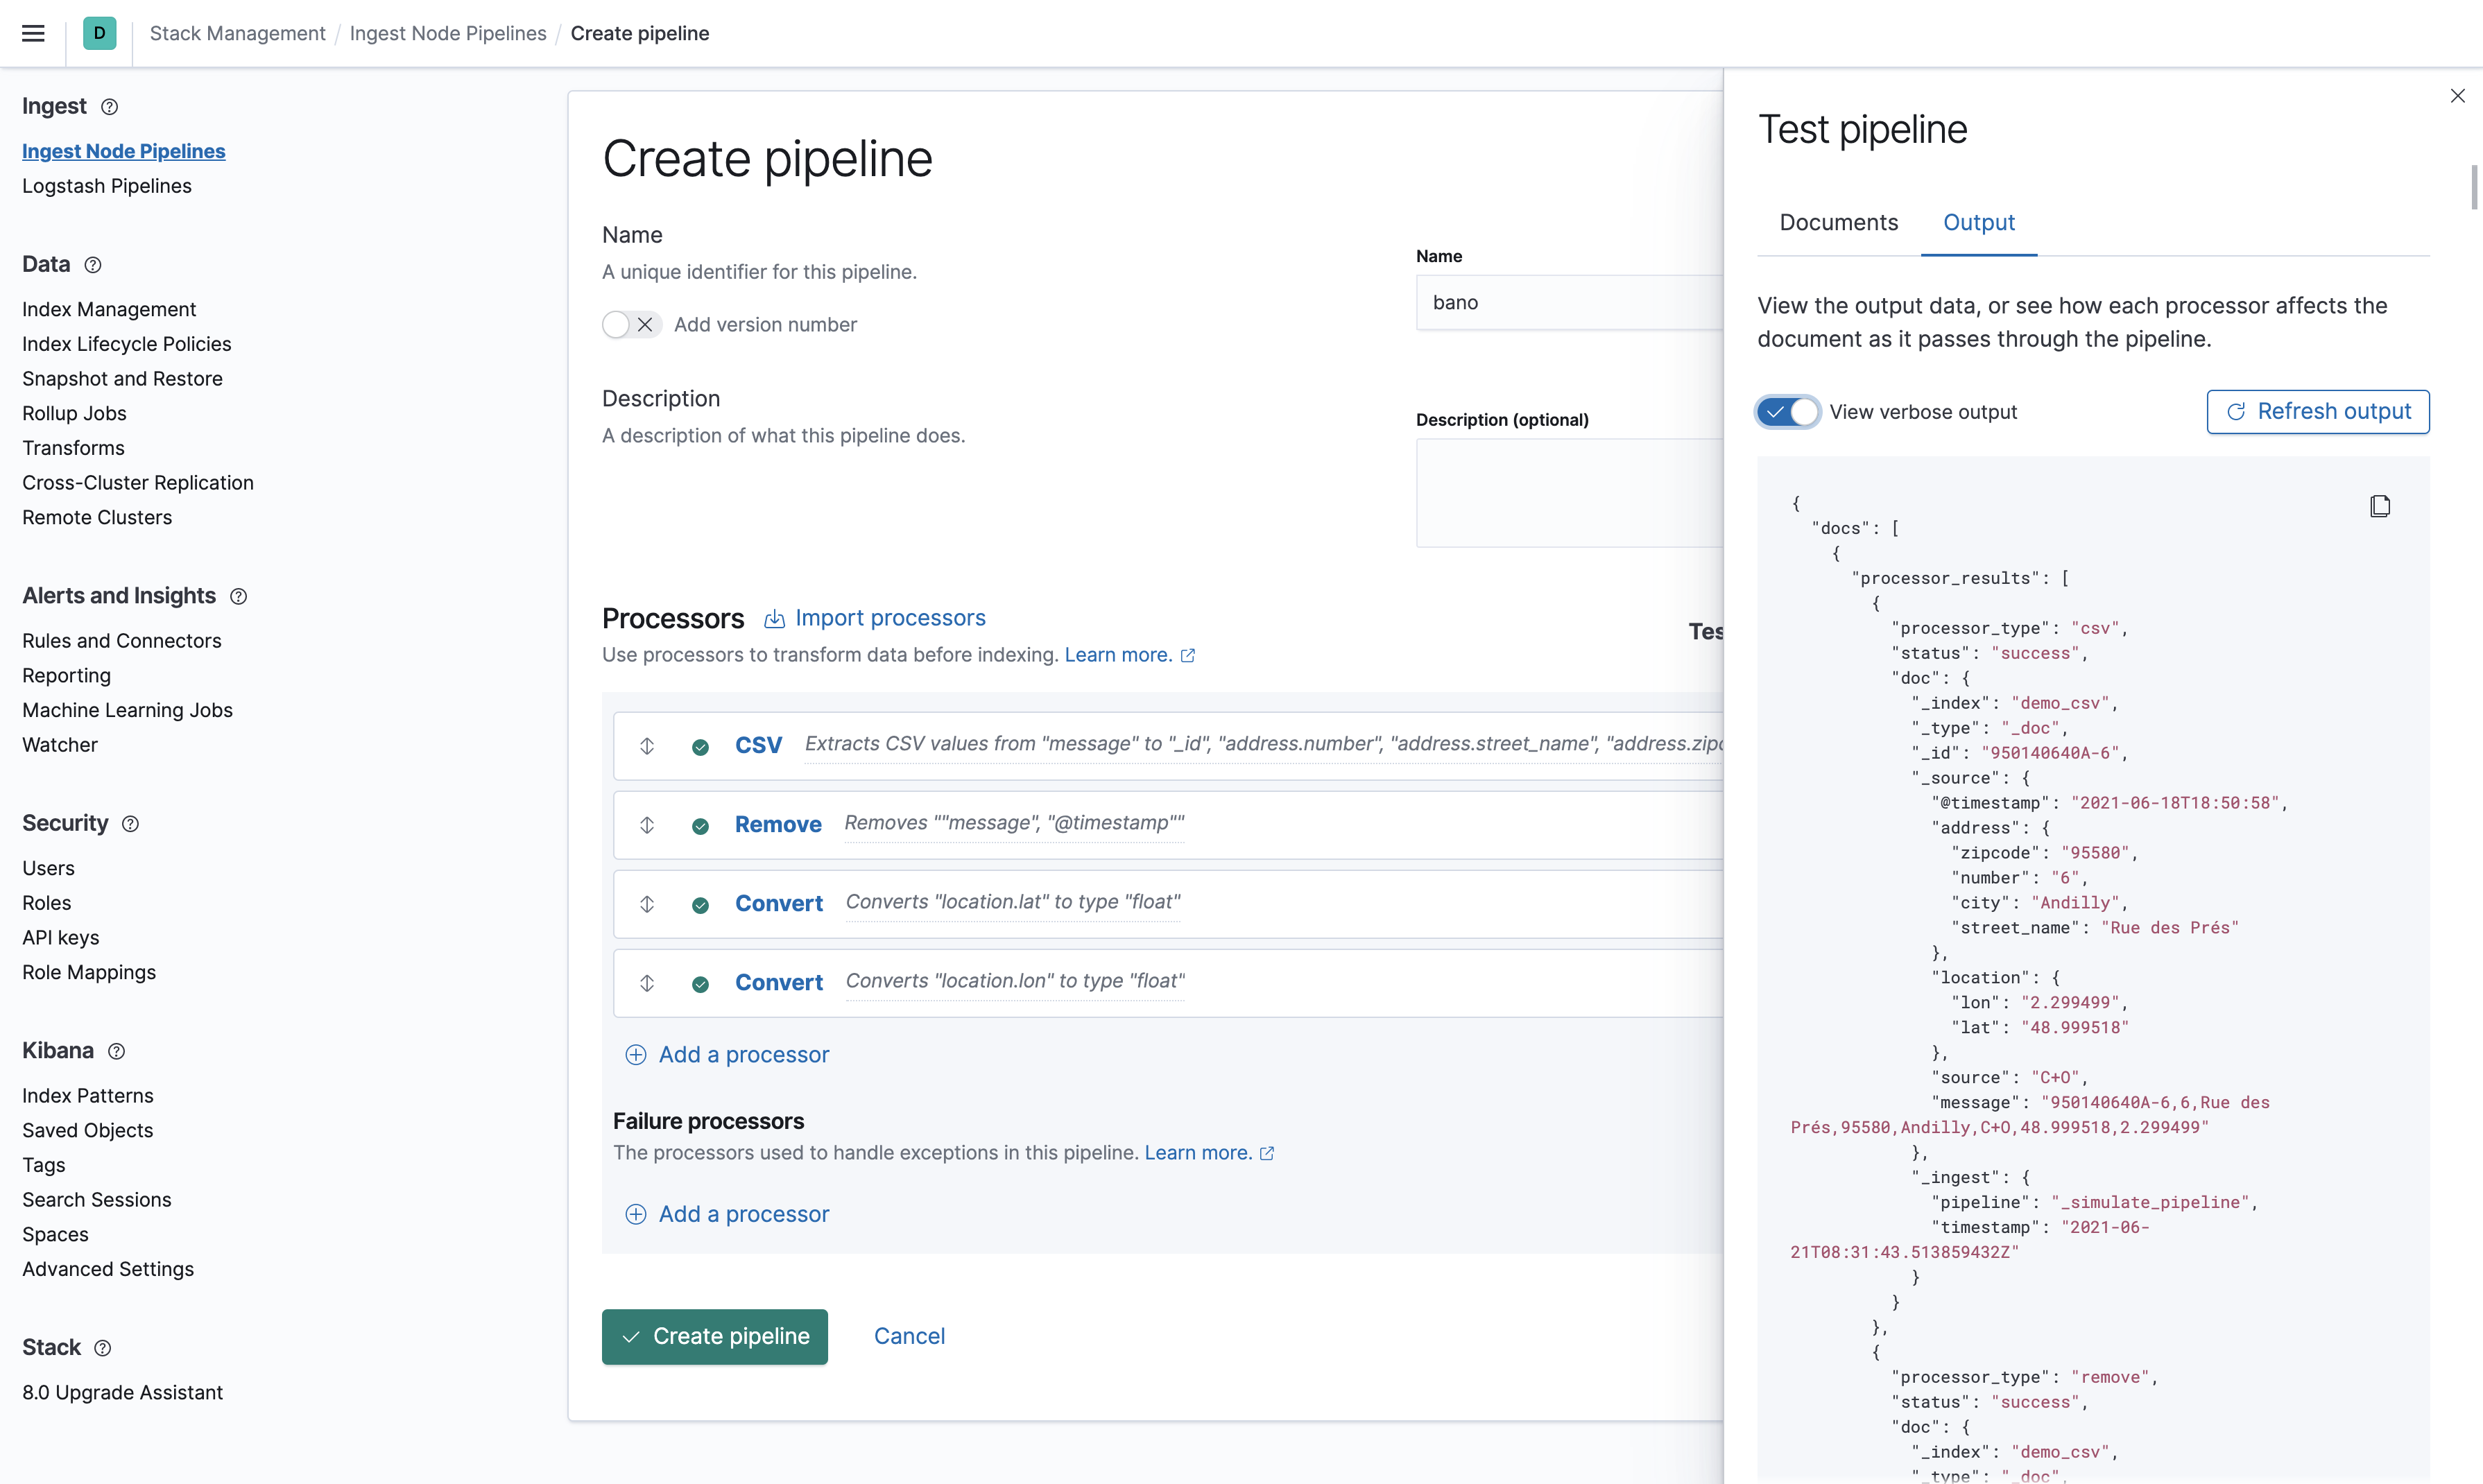 D
Stack Management / Ingest Node Pipelines / Create pipeline
Ingest
Ingest Node Pipelines
Logstash Pipelines
Data
Index Management
Index Lifecycle Policies
Snapshot and Restore
Rollup Jobs
Transforms
Cross-Cluster Replication
Remote Clusters
Alerts and Insights
Rules and Connectors
Reporting
Machine Learning Jobs
Watcher
Security
Users
Roles
API keys
Role Mappings
Kibana
Index Patterns
Saved Objects
Tags
Search Sessions
Spaces
Advanced Settings
Stack
8.0 Upgrade Assistant
Create pipeline
Name
A unique identifier for this pipeline.
Add version number
Name
bano
Description
A description of what this pipeline does.
Description (optional)
Processors
Import processors
Use processors to transform data before indexing. Learn more.
Tes
CSV Extracts CSV values from "message" to "_id", "address.number", "address.street_name", "address.zipc
Remove Removes ""message", "@timestamp""
Convert Converts "location.lat" to type "float"
Convert Converts "location.lon" to type "float"
Add a processor
Failure processors
The processors used to handle exceptions in this pipeline. Learn more.
Add a processor
Create pipeline
Cancel
Test pipeline
Documents
Output
View the output data, or see how each processor affects the
document as it passes through the pipeline.
View verbose output
Refresh output
{
"docs": [
{
"processor_results": [
{
"processor_type": "csv",
"status": "success",
"doc": {
"_index": "demo_csv",
"_type": "_doc",
"_id": "950140640A-6",
"_source": {
"@timestamp": "2021-06-18T18:50:58",
"address": {
"zipcode": "95580",
"number": "6",
"city": "Andilly",
"street_name": "Rue des Prés"
},
"location": {
"lon": "2.299499",
"lat": "48.999518"
},
"source": "C+O",
"message": "950140640A-6,6,Rue des
Prés,95580,Andilly,C+O,48.999518,2.299499"
},
"_ingest": {
"pipeline": "_simulate_pipeline",
"timestamp": "2021-06-
21T08:31:43.513859432Z"
}
}
},
{
"processor_type": "remove",
"status": "success",
"doc": {
"_index": "demo_csv",
"_type": "_doc",